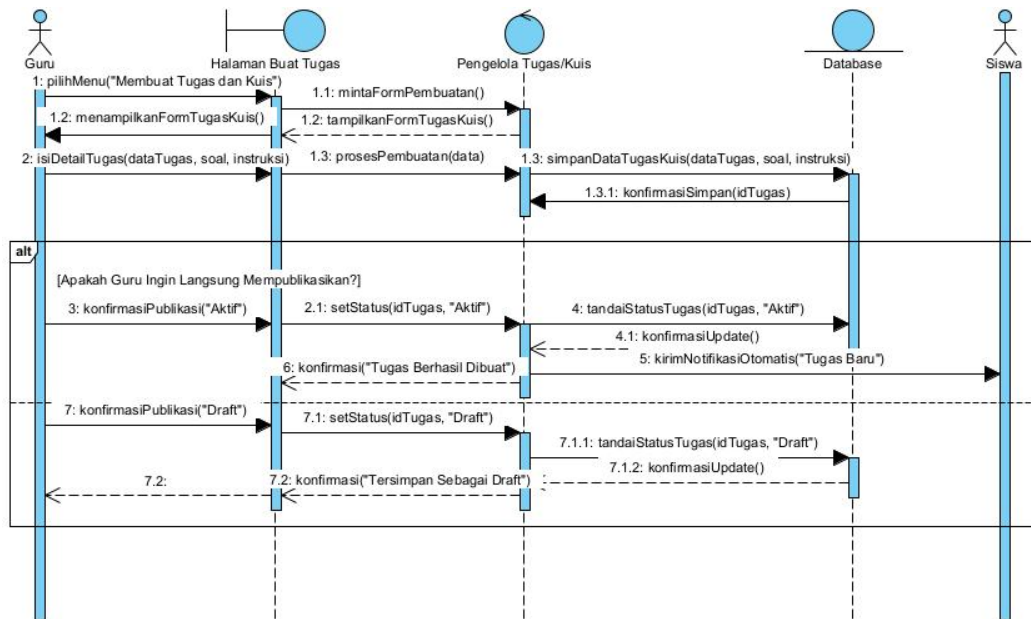 Guru
Halaman Buat Tugas
Pengelola Tugas/Kuis
Database
Siswa
1: pilihMenu("Membuat Tugas dan Kuis")
1.1: mintaFormPembuatan()
1.2: menampilkanFormTugasKuis()
1.2: tampilkanFormTugasKuis()
2: isiDetailTugas(dataTugas, soal, instruksi)
1.3: prosesPembuatan(data)
1.3: simpanDataTugasKuis(dataTugas, soal, instruksi)
1.3.1: konfirmasiSimpan(idTugas)
alt
[Apakah Guru Ingin Langsung Mempublikasikan?]
3: konfirmasiPublikasi("Aktif")
2.1: setStatus(idTugas, "Aktif")
4: tandaiStatusTugas(idTugas, "Aktif")
4.1: konfirmasiUpdate()
5: kirimNotifikasiOtomatis("Tugas Baru")
6: konfirmasi("Tugas Berhasil Dibuat")
7: konfirmasiPublikasi("Draft")
7.1: setStatus(idTugas, "Draft")
7.1.1: tandaiStatusTugas(idTugas, "Draft")
7.1.2: konfirmasiUpdate()
7.2:
7.2: konfirmasi("Tersimpan Sebagai Draft")